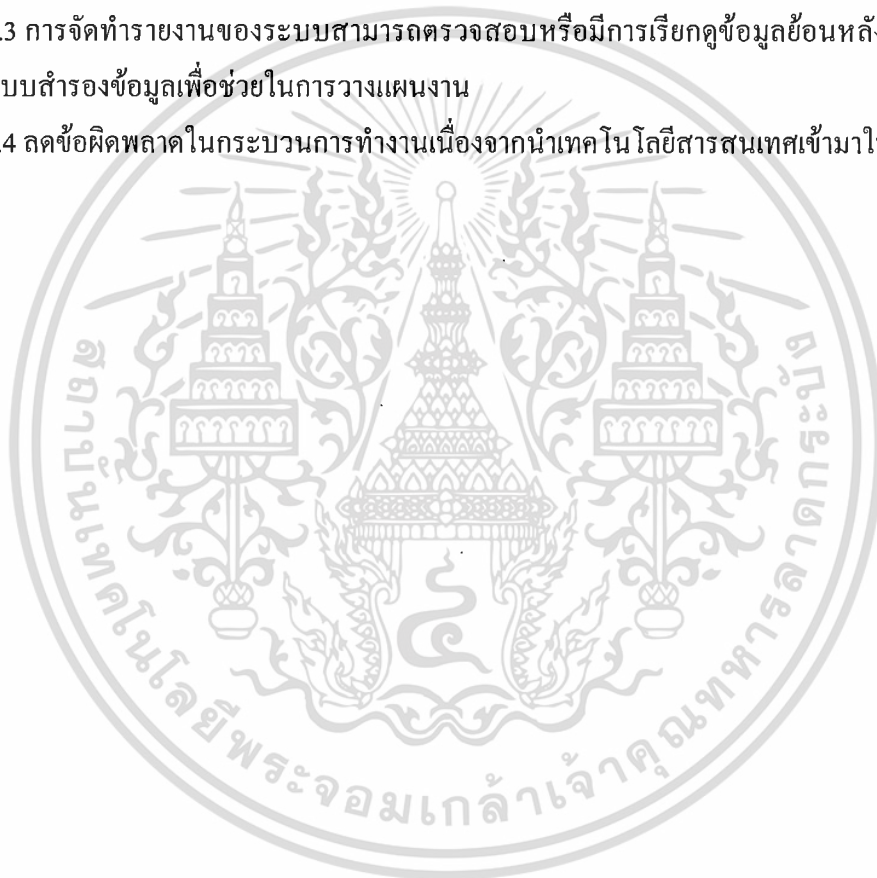 .3 การจัดทำรายงานของระบบสามารถตรวจสอบหรือมีการเรียกดูข้อมูลย้อนหลัง
บบสำรองข้อมูลเพื่อช่วยในการวางแผนงาน
.4 ลดข้อผิดพลาดในกระบวนการทำงานเนื่องจากนำเทคโนโลยีสารสนเทศเข้ามาใ
สถาบันเทคโนโลยีพระจอมเกล้าเจ้าคุณทหารลาดกระบัง
๔